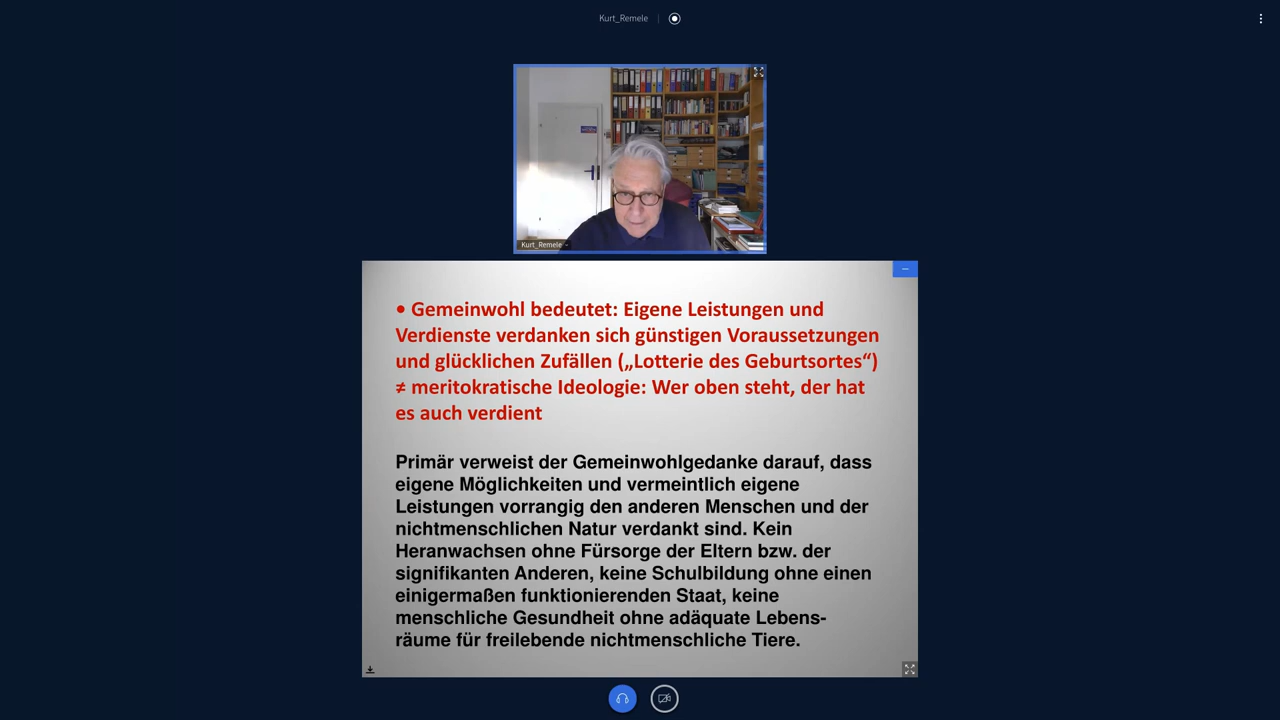 Kurt_Remele
Kurt_Remele
• Gemeinwohl bedeutet: Eigene Leistungen und
Verdienste verdanken sich günstigen Voraussetzungen
und glücklichen Zufällen („Lotterie des Geburtsortes“)
≠ meritokratische Ideologie: Wer oben steht, der hat
es auch verdient
Primär verweist der Gemeinwohlgedanke darauf, dass
eigene Möglichkeiten und vermeintlich eigene
Leistungen vorrangig den anderen Menschen und der
nichtmenschlichen Natur verdankt sind. Kein
Heranwachsen ohne Fürsorge der Eltern bzw. der
signifikanten Anderen, keine Schulbildung ohne einen
einigermaßen funktionierenden Staat, keine
menschliche Gesundheit ohne adäquate Lebens-
räume für freilebende nichtmenschliche Tiere.